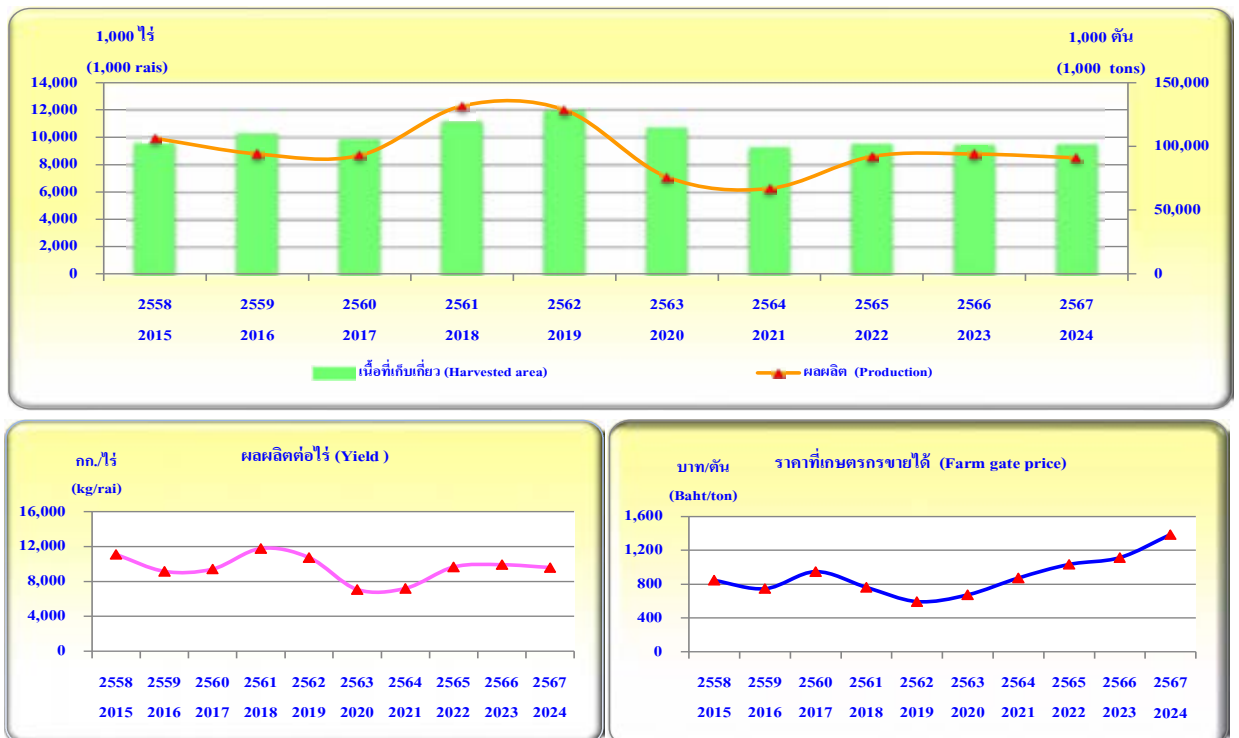 1,000 ไร่
(1,000 rais)
1,000 ตัน
(1,000 tons)
14,000
12,000
10,000
8,000
6,000
4,000
2,000
0
150,000
100,000
50,000
0
2558 2559 2560 2561 2562 2563 2564 2565 2566 2567
2015 2016 2017 2018 2019 2020 2021 2022 2023 2024
เนื้อที่เก็บเกี่ยว (Harvested area) ผลผลิต (Production)
ผลผลิตต่อไร่ (Yield )
กก./ไร่
(kg/rai)
16,000
12,000
8,000
4,000
0
2558 2559 2560 2561 2562 2563 2564 2565 2566 2567
2015 2016 2017 2018 2019 2020 2021 2022 2023 2024
ราคาที่เกษตรกรขายได้ (Farm gate price)
บาท/ตัน
(Baht/ton)
1,600
1,200
800
400
0
2558 2559 2560 2561 2562 2563 2564 2565 2566 2567
2015 2016 2017 2018 2019 2020 2021 2022 2023 2024